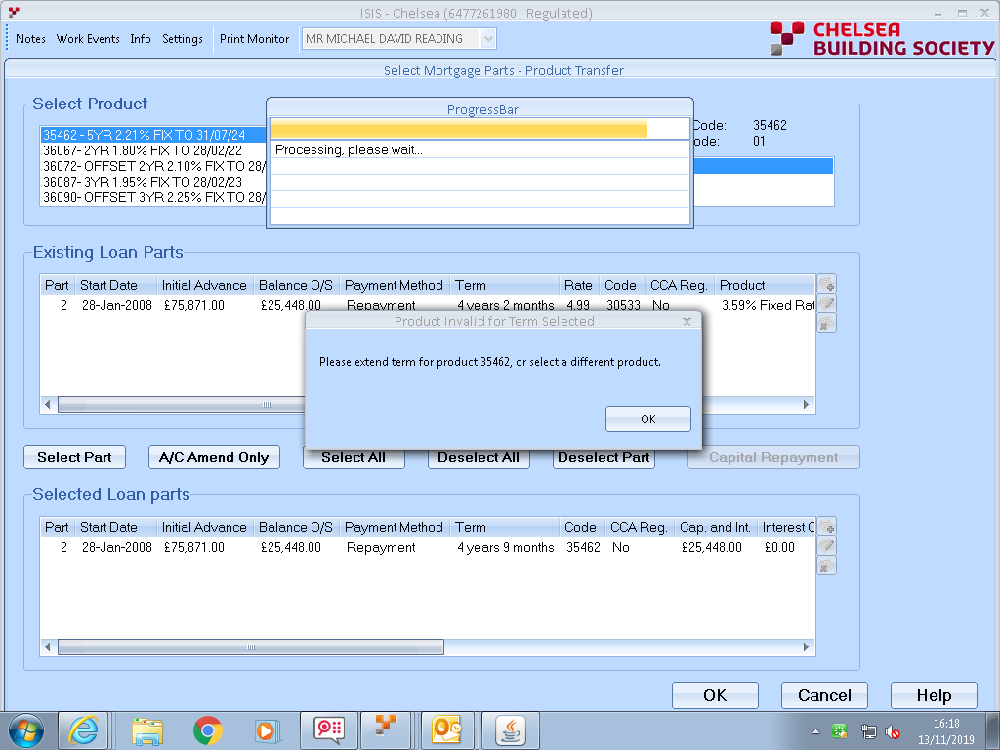 ISIS - Chelsea (6477261980 : Regulated)
Notes Work Events Info Settings Print Monitor MR MICHAEL DAVID READING
CHELSEA
BUILDING SOCIETY
Select Mortgage Parts - Product Transfer
Select Product
35462 - 5YR 2.21% FIX TO 31/07/24
36067- 2YR 1.80% FIX TO 28/02/22
36072- OFFSET 2YR 2.10% FIX TO 28/
36087- 3YR 1.95% FIX TO 28/02/23
36090- OFFSET 3YR 2.25% FIX TO 28/
ProgressBar
Processing, please wait...
Code: 35462
ode: 01
Existing Loan Parts
Part Start Date Initial Advance Balance O/S Payment Method Term Rate Code CCA Reg. Product
2 28-Jan-2008 £75,871.00 £25,448.00 Repayment 4 years 2 months 4.99 30533 No 3.59% Fixed Rat
Product Invalid for Term Selected
Please extend term for product 35462, or select a different product.
OK
Select Part A/C Amend Only Select All Deselect All Deselect Part Capital Repayment
Selected Loan parts
Part Start Date Initial Advance Balance O/S Payment Method Term Code CCA Reg. Cap. and Int. Interest O
2 28-Jan-2008 £75,871.00 £25,448.00 Repayment 4 years 9 months 35462 No £25,448.00 £0.00
OK Cancel Help
16:18
13/11/2019